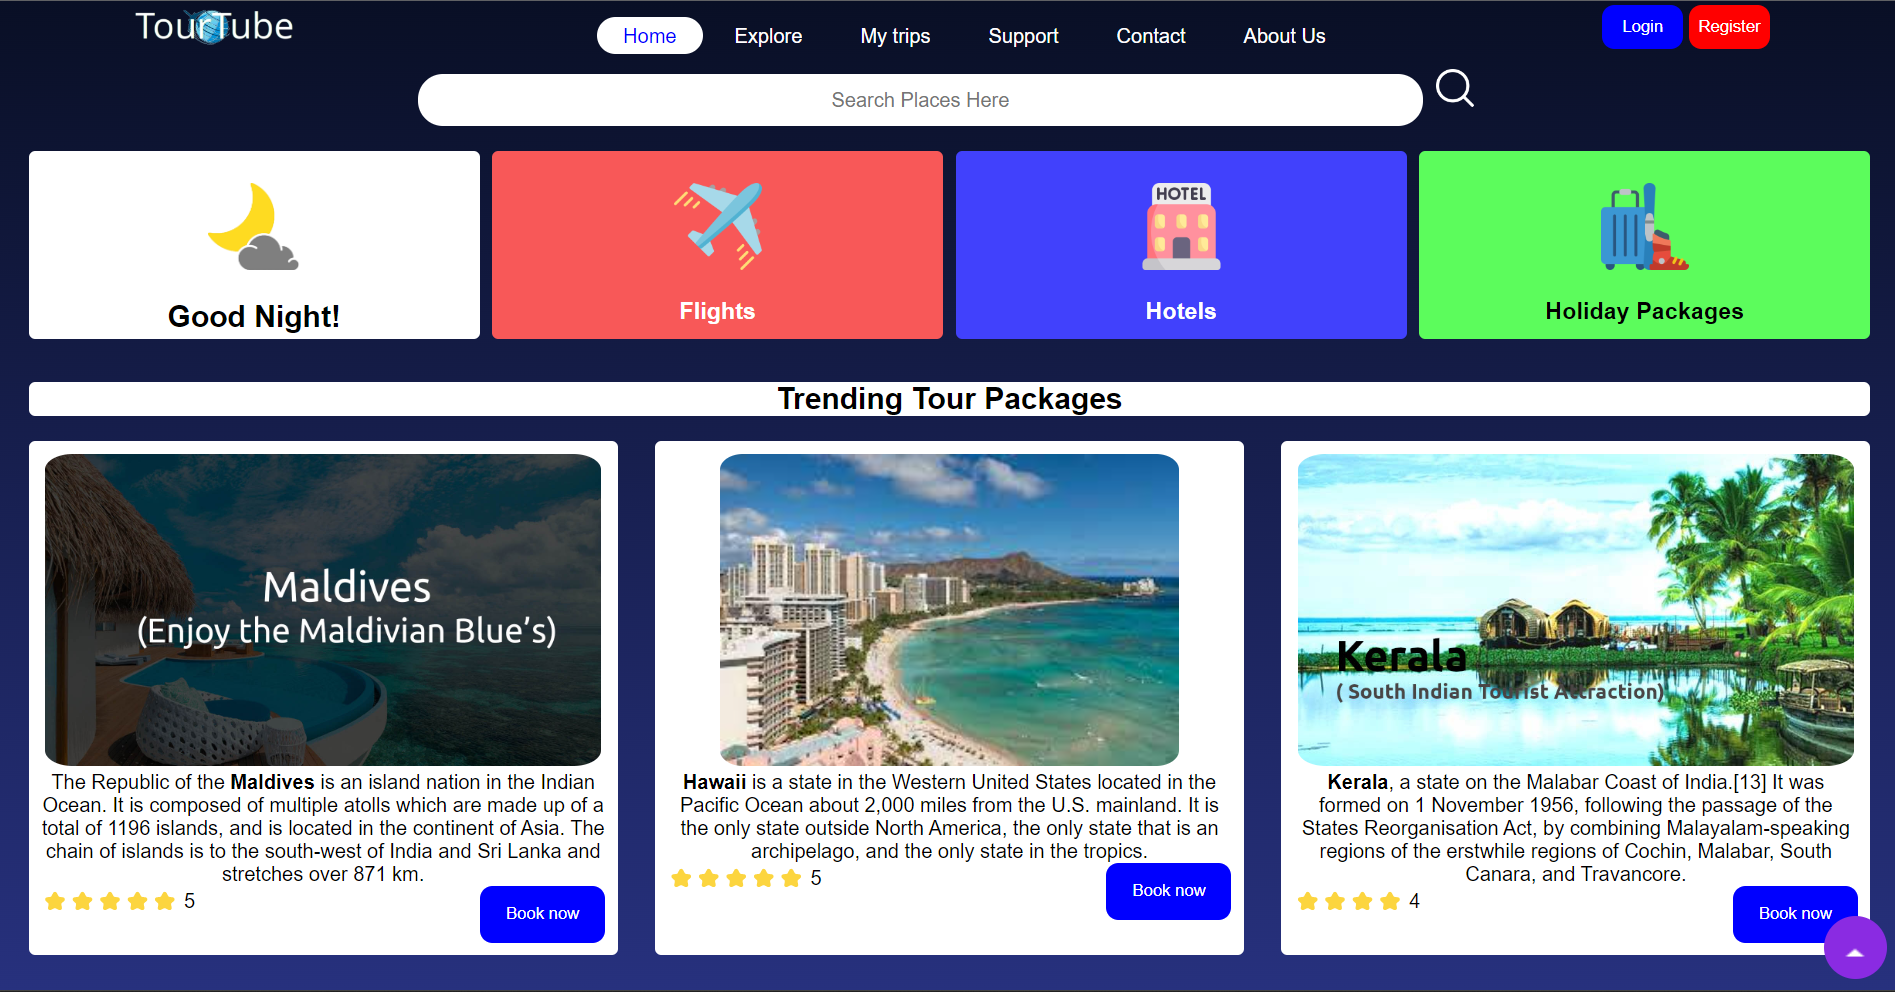 TourTube
Home Explore My trips Support Contact About Us
Login Register
Search Places Here
Good Night!
Flights
HOTEL
Hotels
Holiday Packages
Trending Tour Packages
Maldives
(Enjoy the Maldivian Blue’s)
The Republic of the Maldives is an island nation in the Indian
Ocean. It is composed of multiple atolls which are made up of a
total of 1196 islands, and is located in the continent of Asia. The
chain of islands is to the south-west of India and Sri Lanka and
stretches over 871 km.
5
Book now
Hawaii is a state in the Western United States located in the
Pacific Ocean about 2,000 miles from the U.S. mainland. It is
the only state outside North America, the only state that is an
archipelago, and the only state in the tropics.
5
Book now
Kerala
( South Indian Tourist Attraction)
Kerala, a state on the Malabar Coast of India.[13] It was
formed on 1 November 1956, following the passage of the
States Reorganisation Act, by combining Malayalam-speaking
regions of the erstwhile regions of Cochin, Malabar, South
Canara, and Travancore.
4
Book now